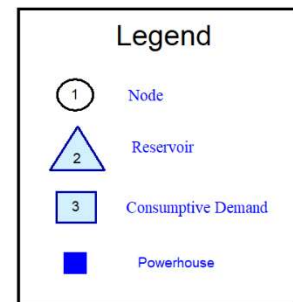 Legend
1 Node
2 Reservoir
3 Consumptive Demand
Powerhouse